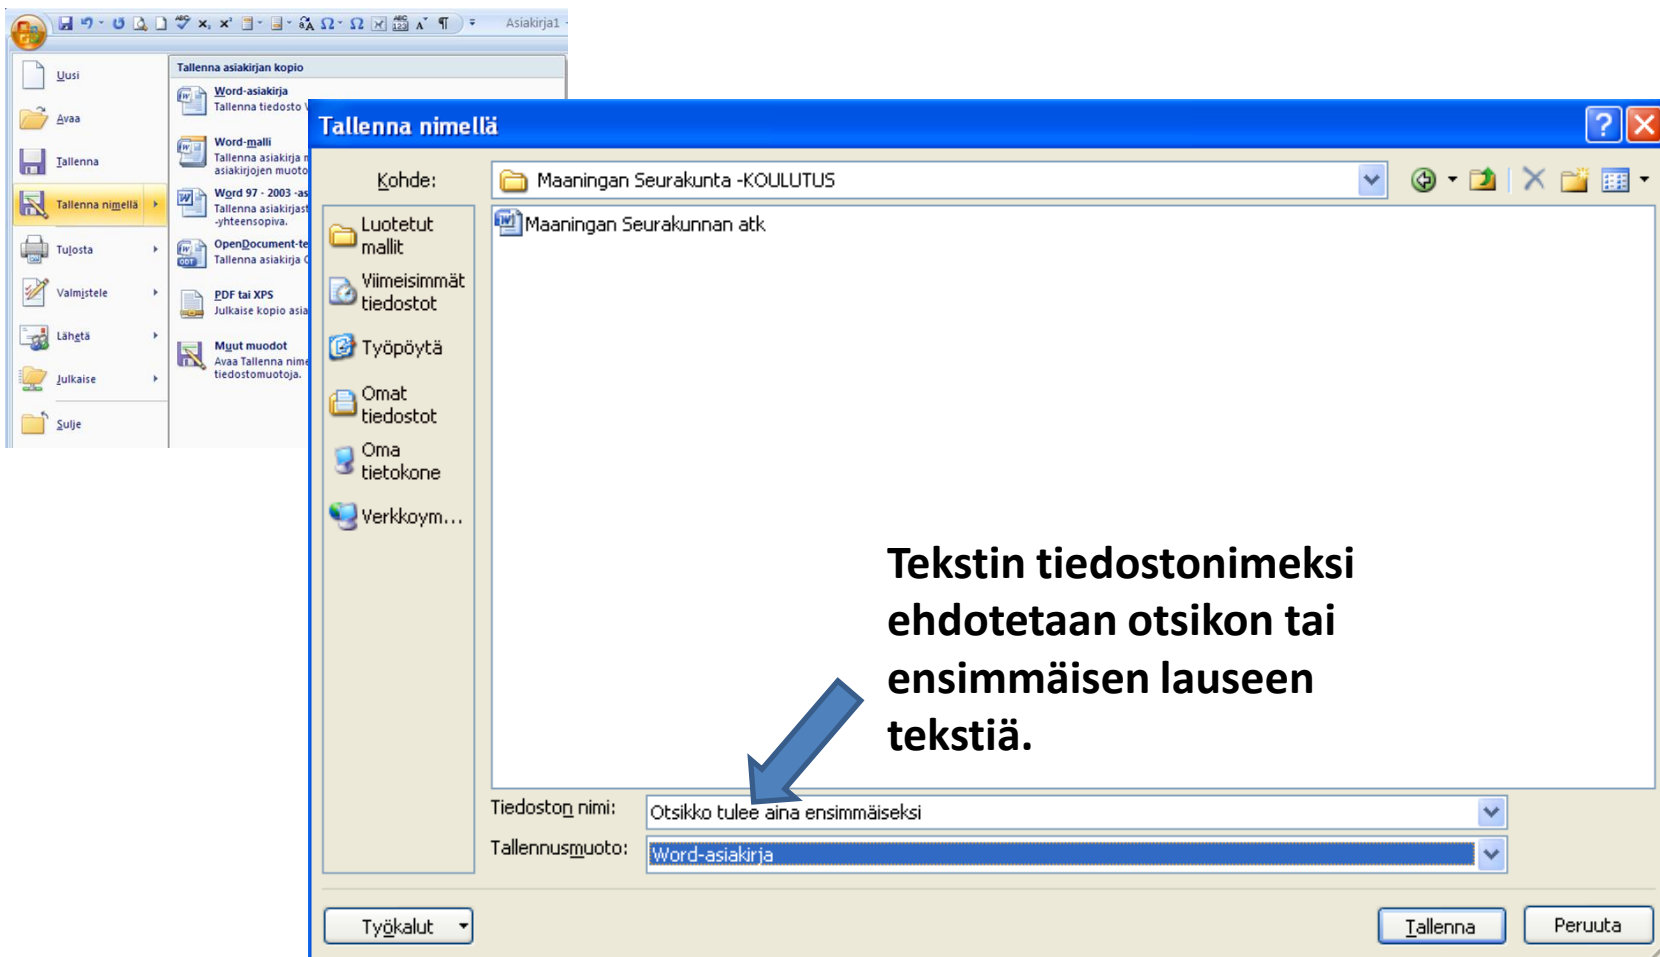 Asiakirja1 -
Uusi
Avaa
Tallenna
Tallenna nimellä
Tulosta
Valmistele
Lähetä
Julkaise
Sulje
Tallenna asiakirjan kopio
Word-asiakirja
Tallenna tiedosto
Word-malli
Tallenna asiakirja
asiakirjojen muoto
Word 97 - 2003 -as
Tallenna asiakirjast
-yhteensopiva.
OpenDocument-te
Tallenna asiakirja
PDF tai XPS
Julkaise kopio asia
Muut muodot
Avaa Tallenna nime
tiedostomuotoja.
Tallenna nimellä
Kohde:
Maaningan Seurakunta -KOULUTUS
Luotetut
mallit
Viimeisimmät
tiedostot
Työpöytä
Omat
tiedostot
Oma
tietokone
Verkkoym...
Maaningan Seurakunnan atk
Tekstin tiedostonimeksi
ehdotetaan otsikon tai
ensimmäisen lauseen
tekstiä.
Tiedoston nimi:
Otsikko tulee aina ensimmäiseksi
Tallennusmuoto:
Word-asiakirja
Työkalut
Tallenna
Peruuta